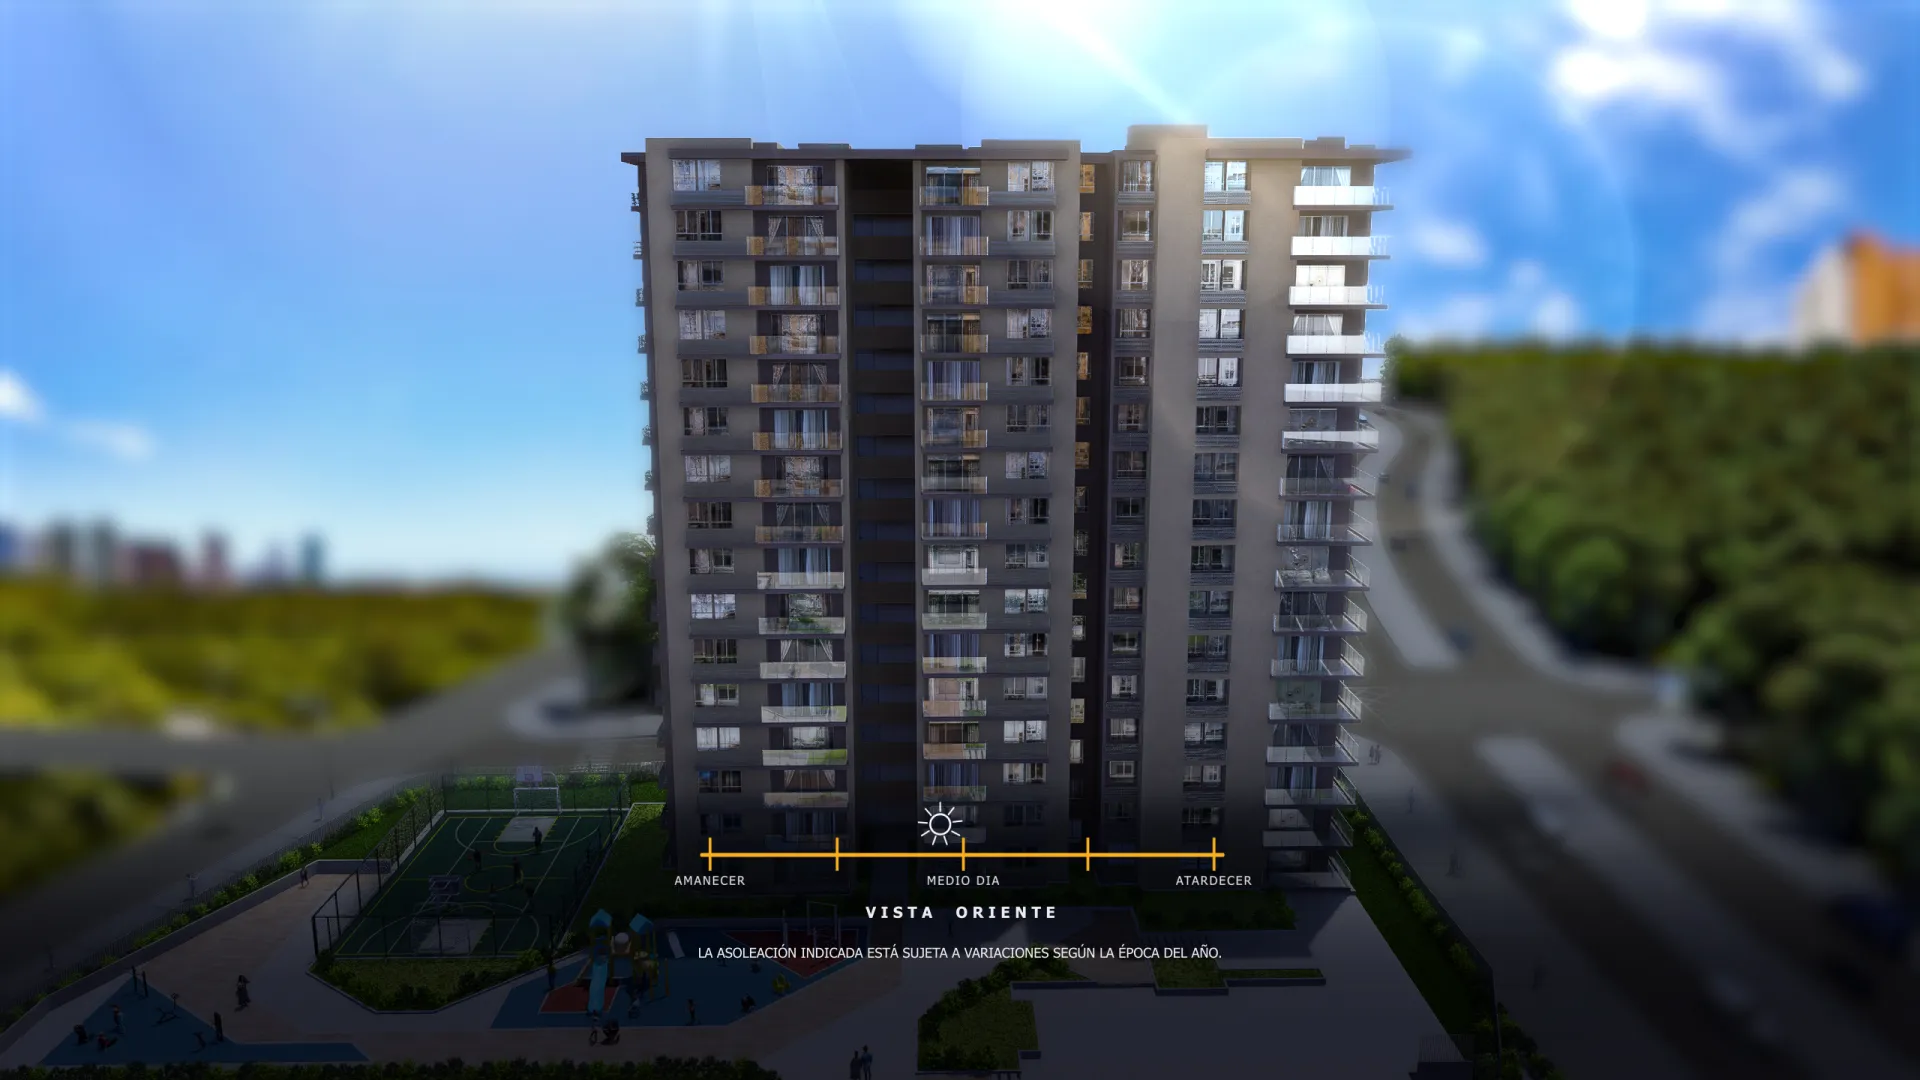 AMANECER MEDIO DIA ATARDECER
VISTA ORIENTE
LA ASOLEACIÓN INDICADA ESTÁ SUJETA A VARIACIONES SEGÚN LA ÉPOCA DEL AÑO.